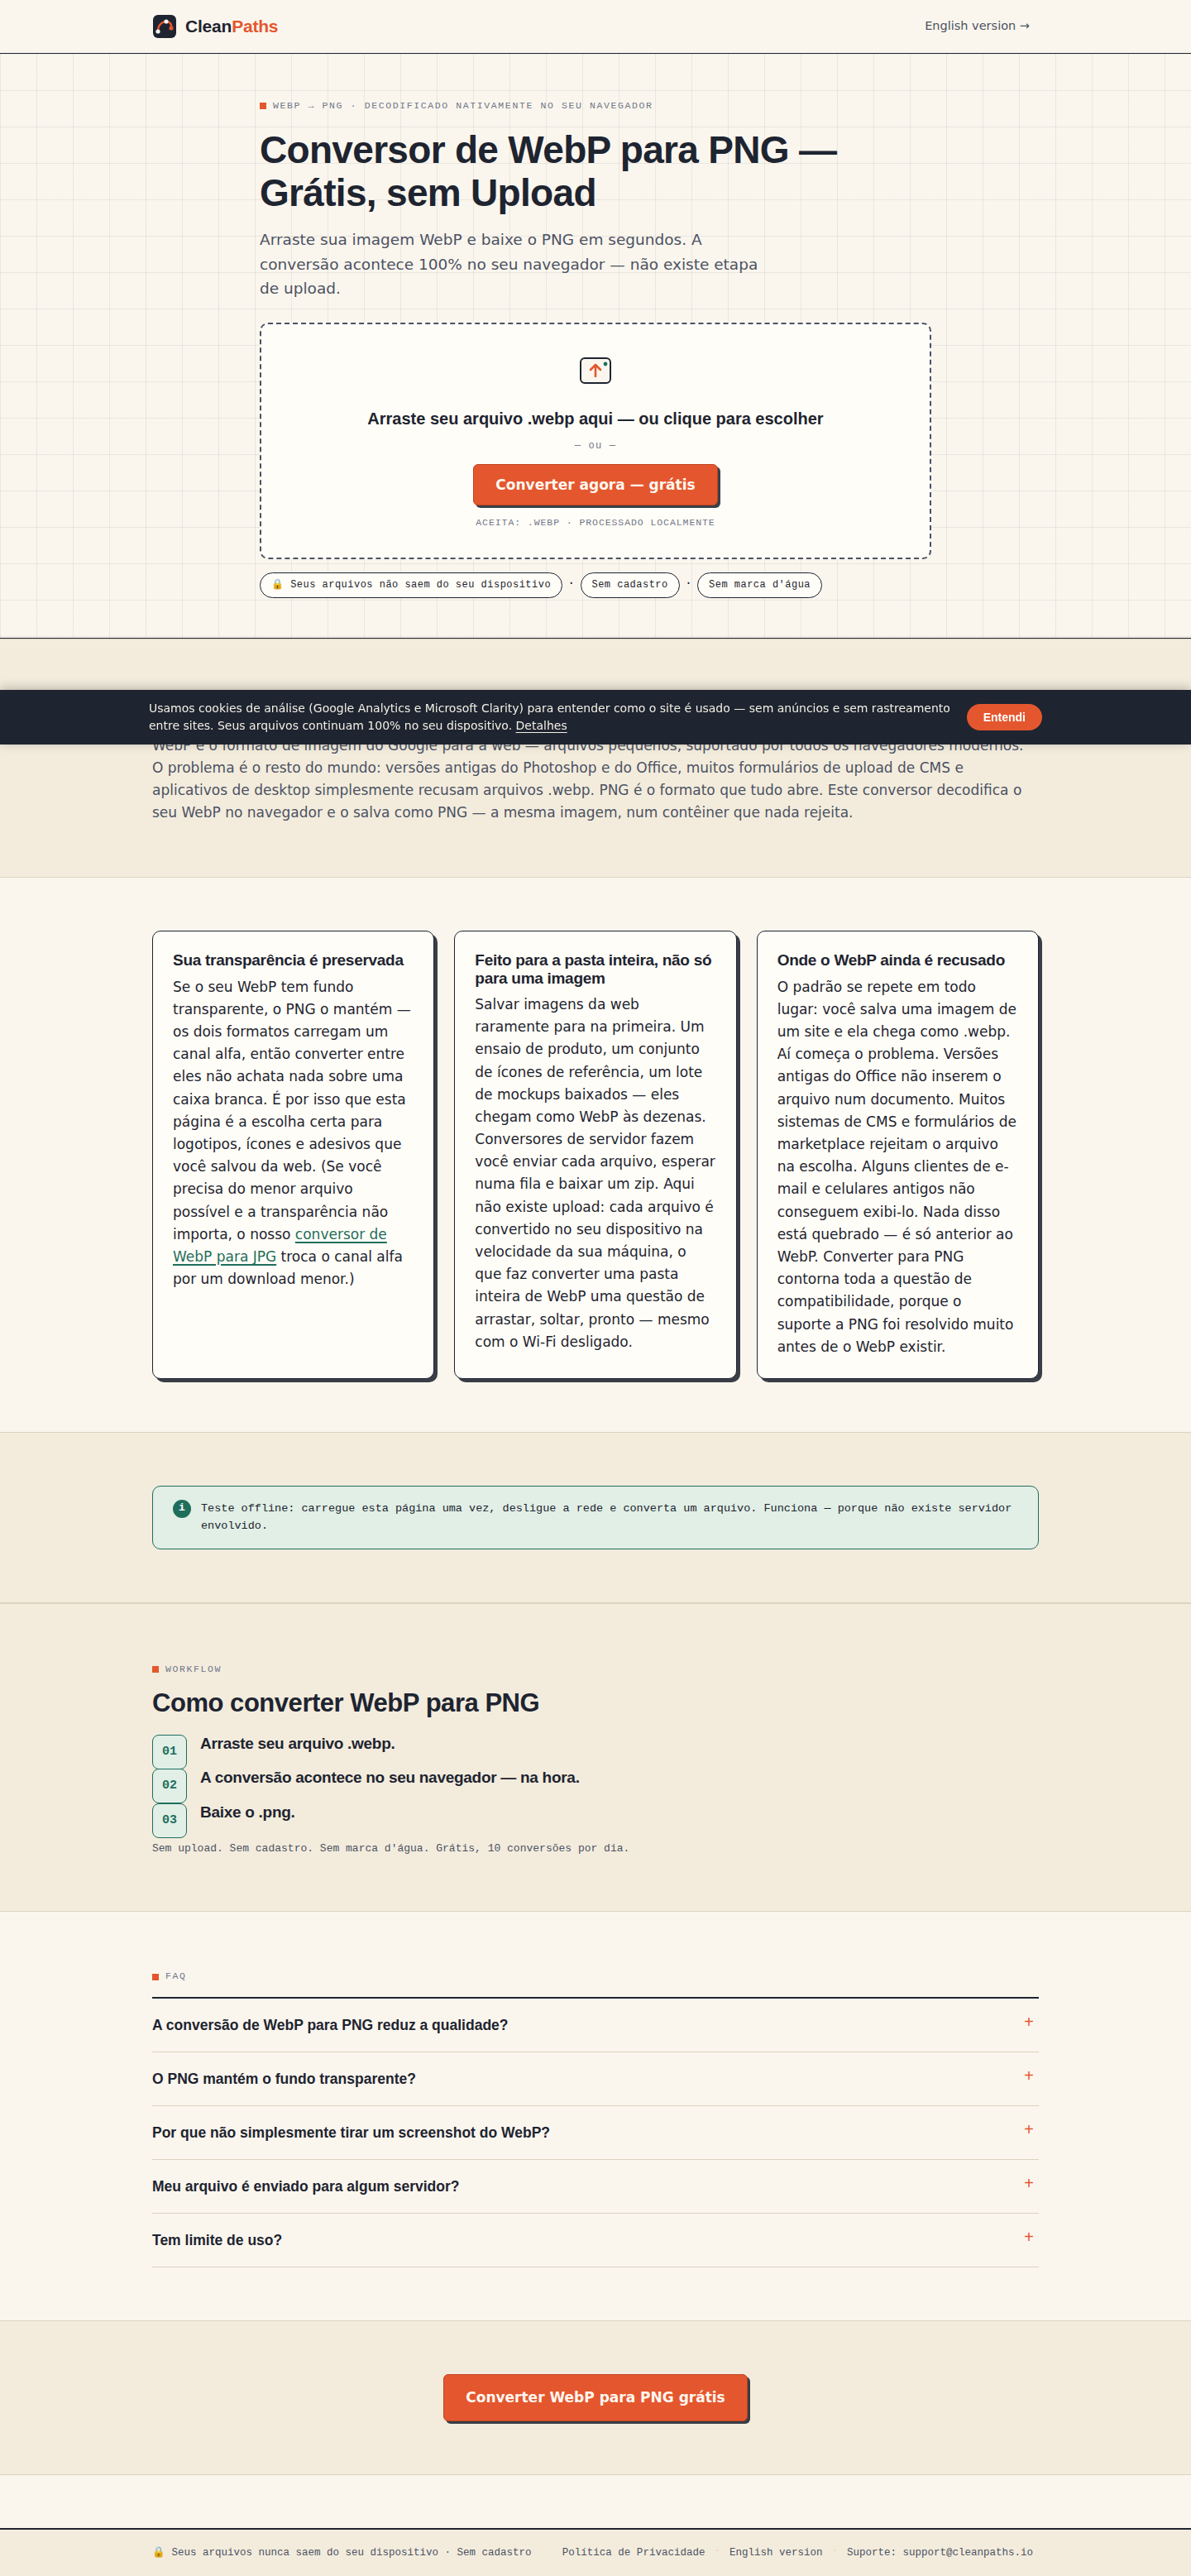 CleanPaths
English version →
WEBP → PNG · DECODIFICADO NATIVAMENTE NO SEU NAVEGADOR
Conversor de WebP para PNG —
Grátis, sem Upload
Arraste sua imagem WebP e baixe o PNG em segundos. A
conversão acontece 100% no seu navegador — não existe etapa
de upload.
Arraste seu arquivo .webp aqui — ou clique para escolher
— ou —
Converter agora — grátis
ACEITA: .WEBP · PROCESSADO LOCALMENTE
🔒 Seus arquivos não saem do seu dispositivo · Sem cadastro · Sem marca d'água
Usamos cookies de análise (Google Analytics e Microsoft Clarity) para entender como o site é usado — sem anúncios e sem rastreamento
entre sites. Seus arquivos continuam 100% no seu dispositivo. Detalhes
Entendi
WebP é o formato de imagem do Google para a web — arquivos pequenos, suportado por todos os navegadores modernos.
O problema é o resto do mundo: versões antigas do Photoshop e do Office, muitos formulários de upload de CMS e
aplicativos de desktop simplesmente recusam arquivos .webp. PNG é o formato que tudo abre. Este conversor decodifica o
seu WebP no navegador e o salva como PNG — a mesma imagem, num contêiner que nada rejeita.
Sua transparência é preservada
Se o seu WebP tem fundo
transparente, o PNG o mantém —
os dois formatos carregam um
canal alfa, então converter entre
eles não achata nada sobre uma
caixa branca. É por isso que esta
página é a escolha certa para
logotipos, ícones e adesivos que
você salvou da web. (Se você
precisa do menor arquivo
possível e a transparência não
importa, o nosso conversor de
WebP para JPG troca o canal alfa
por um download menor.)
Feito para a pasta inteira, não só
para uma imagem
Salvar imagens da web
raramente para na primeira. Um
ensaio de produto, um conjunto
de ícones de referência, um lote
de mockups baixados — eles
chegam como WebP às dezenas.
Conversores de servidor fazem
você enviar cada arquivo, esperar
numa fila e baixar um zip. Aqui
não existe upload: cada arquivo é
convertido no seu dispositivo na
velocidade da sua máquina, o
que faz converter uma pasta
inteira de WebP uma questão de
arrastar, soltar, pronto — mesmo
com o Wi-Fi desligado.
Onde o WebP ainda é recusado
O padrão se repete em todo
lugar: você salva uma imagem de
um site e ela chega como .webp.
Aí começa o problema. Versões
antigas do Office não inserem o
arquivo num documento. Muitos
sistemas de CMS e formulários de
marketplace rejeitam o arquivo
na escolha. Alguns clientes de e-
mail e celulares antigos não
conseguem exibi-lo. Nada disso
está quebrado — é só anterior ao
WebP. Converter para PNG
contorna toda a questão de
compatibilidade, porque o
suporte a PNG foi resolvido muito
antes de o WebP existir.
i
Teste offline: carregue esta página uma vez, desligue a rede e converta um arquivo. Funciona — porque não existe servidor
envolvido.
WORKFLOW
Como converter WebP para PNG
01 Arraste seu arquivo .webp.
02 A conversão acontece no seu navegador — na hora.
03 Baixe o .png.
Sem upload. Sem cadastro. Sem marca d'água. Grátis, 10 conversões por dia.
FAQ
A conversão de WebP para PNG reduz a qualidade? +
O PNG mantém o fundo transparente? +
Por que não simplesmente tirar um screenshot do WebP? +
Meu arquivo é enviado para algum servidor? +
Tem limite de uso? +
Converter WebP para PNG grátis
🔒 Seus arquivos nunca saem do seu dispositivo · Sem cadastro
Política de Privacidade · English version · Suporte: support@cleanpaths.io